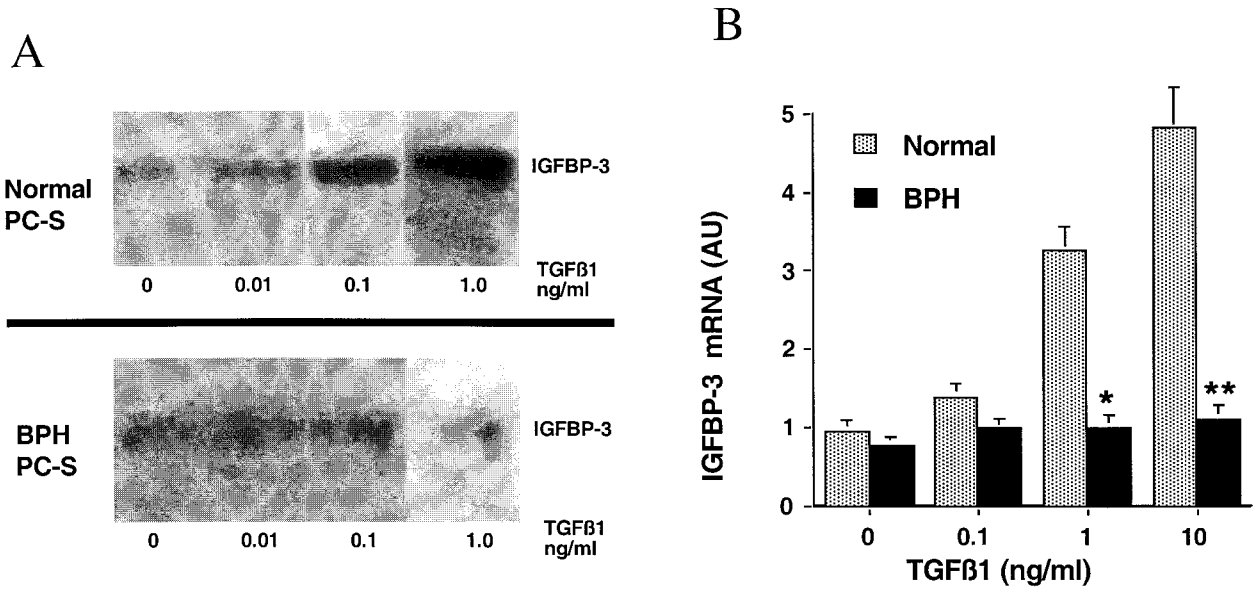 A
Normal
PC-S
IGFBP-3
0 0.01 0.1 1.0
TGFß1
ng/ml
BPH
PC-S
IGFBP-3
0 0.01 0.1 1.0
TGFß1
ng/ml
B
IGFBP-3 mRNA (AU)
5
4
3
2
1
0
Normal
BPH
*
**
0 0.1 1 10
TGFß1 (ng/ml)